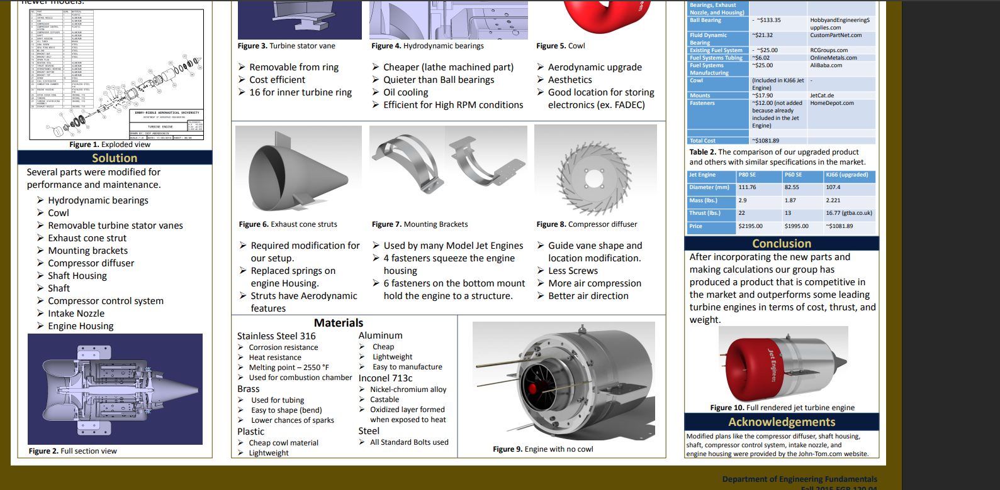 newer models.
EMBRY-RIDDLE AERONAUTICAL UNIVERSITY
DEPARTMENT OF AEROSPACE ENGINEERING
TURBINE ENGINE
Figure 1. Exploded view
Solution
Several parts were modified for
performance and maintenance.
➢ Hydrodynamic bearings
➢ Cowl
➢ Removable turbine stator vanes
➢ Exhaust cone strut
➢ Mounting brackets
➢ Compressor diffuser
➢ Shaft Housing
➢ Shaft
➢ Compressor control system
➢ Intake Nozzle
➢ Engine Housing
Figure 2. Full section view
Figure 3. Turbine stator vane
➢ Removable from ring
➢ Cost efficient
➢ 16 for inner turbine ring
Figure 4. Hydrodynamic bearings
➢ Cheaper (lathe machined part)
➢ Quieter than Ball bearings
➢ Oil cooling
➢ Efficient for High RPM conditions
Figure 5. Cowl
➢ Aerodynamic upgrade
➢ Aesthetics
➢ Good location for storing
electronics (ex. FADEC)
Figure 6. Exhaust cone struts
➢ Required modification for
our setup.
➢ Replaced springs on
engine Housing.
➢ Struts have Aerodynamic
features
Figure 7. Mounting Brackets
➢ Used by many Model Jet Engines
➢ 4 fasteners squeeze the engine
housing
➢ 6 fasteners on the bottom mount
hold the engine to a structure.
Figure 8. Compressor diffuser
➢ Guide vane shape and
location modification.
➢ Less Screws
➢ More air compression
➢ Better air direction
Materials
Stainless Steel 316
➢ Corrosion resistance
➢ Heat resistance
➢ Melting point – 2550 °F
➢ Used for combustion chamber
Brass
➢ Used for tubing
➢ Easy to shape (bend)
➢ Lower chances of sparks
Plastic
➢ Cheap cowl material
➢ Lightweight
Aluminum
➢ Cheap
➢ Lightweight
➢ Easy to manufacture
Inconel 713c
➢ Nickel-chromium alloy
➢ Castable
➢ Oxidized layer formed
when exposed to heat
Steel
➢ All Standard Bolts used
Figure 9. Engine with no cowl
Bearings, Exhaust
Nozzle, and Housing)
Ball Bearing - ~$133.35 HobbyandEngineeringS
upplies.com
Fluid Dynamic ~$21.32 CustomPartNet.com
Bearing
Existing Fuel System - ~$25.00 RCGroups.com
Fuel Systems Tubing ~$6.02 OnlineMetals.com
Fuel Systems ~$25.00 AliBaba.com
Manufacturing
Cowl (Included in KJ66 Jet -
Engine)
Mounts ~$17.90 JetCat.de
Fasteners ~$12.00 (not added HomeDepot.com
because already
included in the Jet
Engine)
Total Cost ~$1081.89
Table 2. The comparison of our upgraded product
and others with similar specifications in the market.
Jet Engine P80 SE P60 SE KJ66 (upgraded)
Diameter (mm) 111.76 82.55 107.4
Mass (lbs.) 2.9 1.87 2.221
Thrust (lbs.) 22 13 16.77 (gtba.co.uk)
Price $2195.00 $1995.00 ~$1081.89
Conclusion
After incorporating the new parts and
making calculations our group has
produced a product that is competitive in
the market and outperforms some leading
turbine engines in terms of cost, thrust, and
weight.
Jet Engineers
Figure 10. Full rendered jet turbine engine
Acknowledgements
Modified plans like the compressor diffuser, shaft housing,
shaft, compressor control system, intake nozzle, and
engine housing were provided by the John-Tom.com website.
Department of Engineering Fundamentals
Fall 2015 EGR 120.04